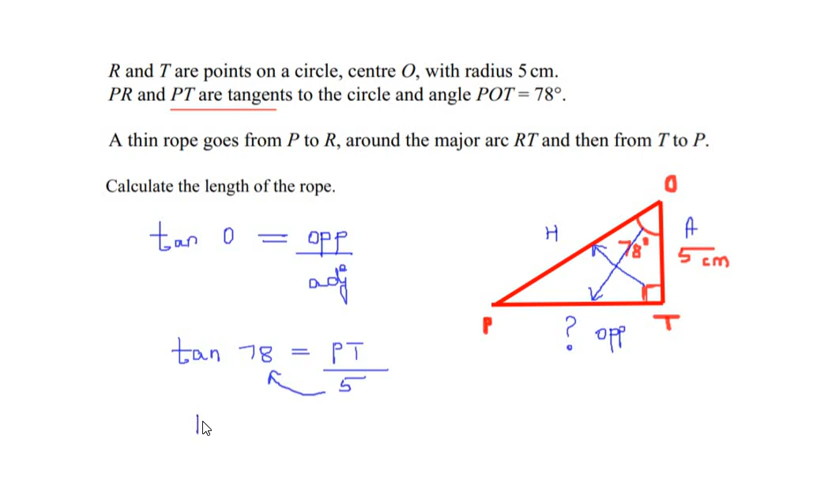 R and T are points on a circle, centre O, with radius 5 cm.
PR and PT are tangents to the circle and angle POT = 78°.
A thin rope goes from P to R, around the major arc RT and then from T to P.
Calculate the length of the rope.
O
tan O = opp
adj
H
78°
A
5 cm
P
? opp
T
tan 78 = PT
5